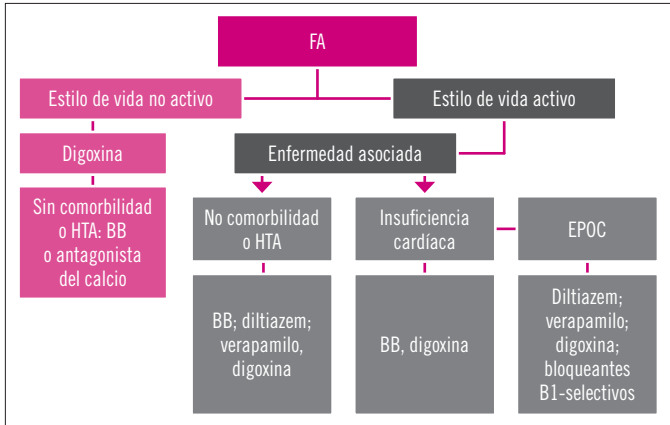 FA
Estilo de vida no activo
Estilo de vida activo
Digoxina
Enfermedad asociada
Sin comorbilidad
o HTA: BB
o antagonista
del calcio
No comorbilidad
o HTA
Insuficiencia
cardíaca
EPOC
BB; diltiazem;
verapamilo,
digoxina
BB, digoxina
Diltiazem;
verapamilo;
digoxina;
bloqueantes
B1-selectivos